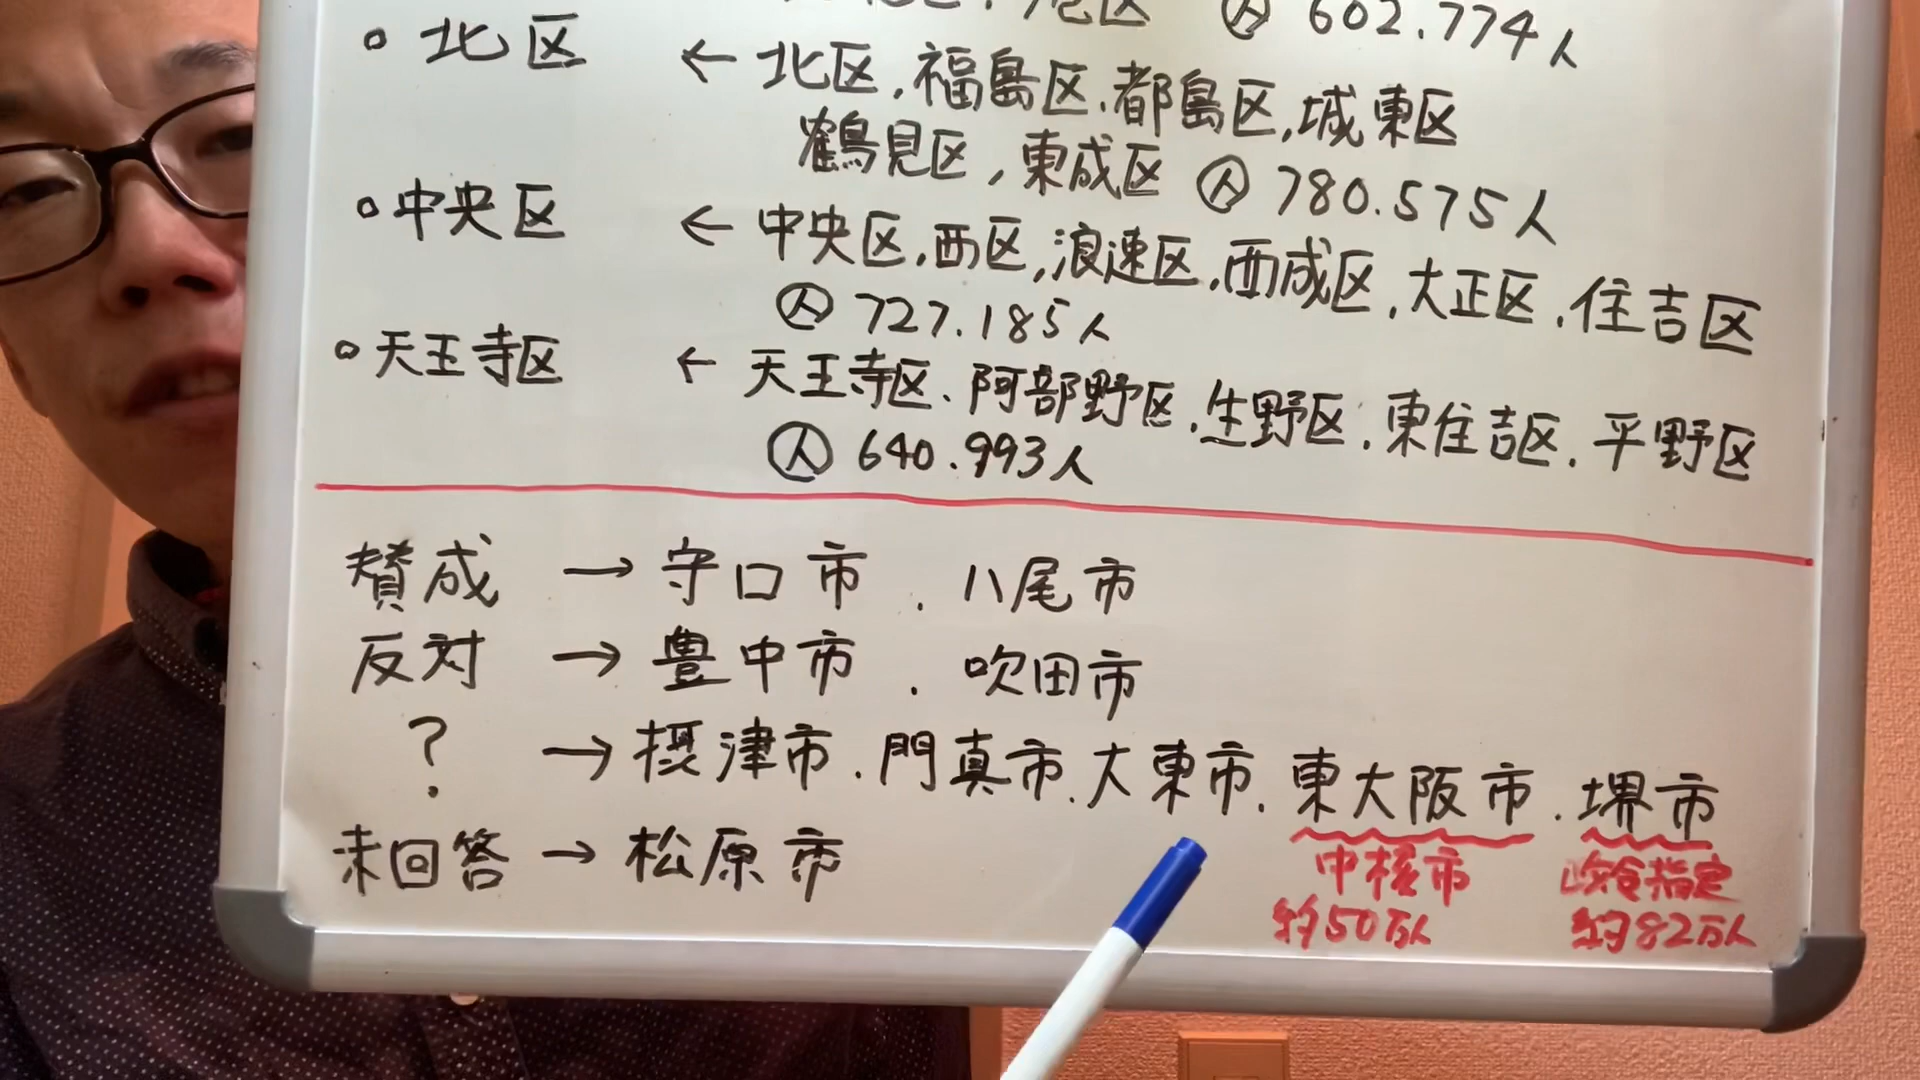 区 Ⓐ 602.774人
○ 北区 ← 北区,福島区.都島区,城東区
鶴見区,東成区 Ⓐ 780.575人
○中央区 ← 中央区,西区,浪速区,西成区,大正区.住吉区
Ⓐ 727.185人
○天王寺区 ← 天王寺区.阿部野区.生野区.東住吉区.平野区
Ⓐ 640.993人
賛成 → 守口市 . 八尾市
反対 → 豊中市 . 吹田市
? → 摂津市.門真市.大東市.東大阪市.堺市
中核市 政令指定
未回答 → 松原市
約50万人 約82万人